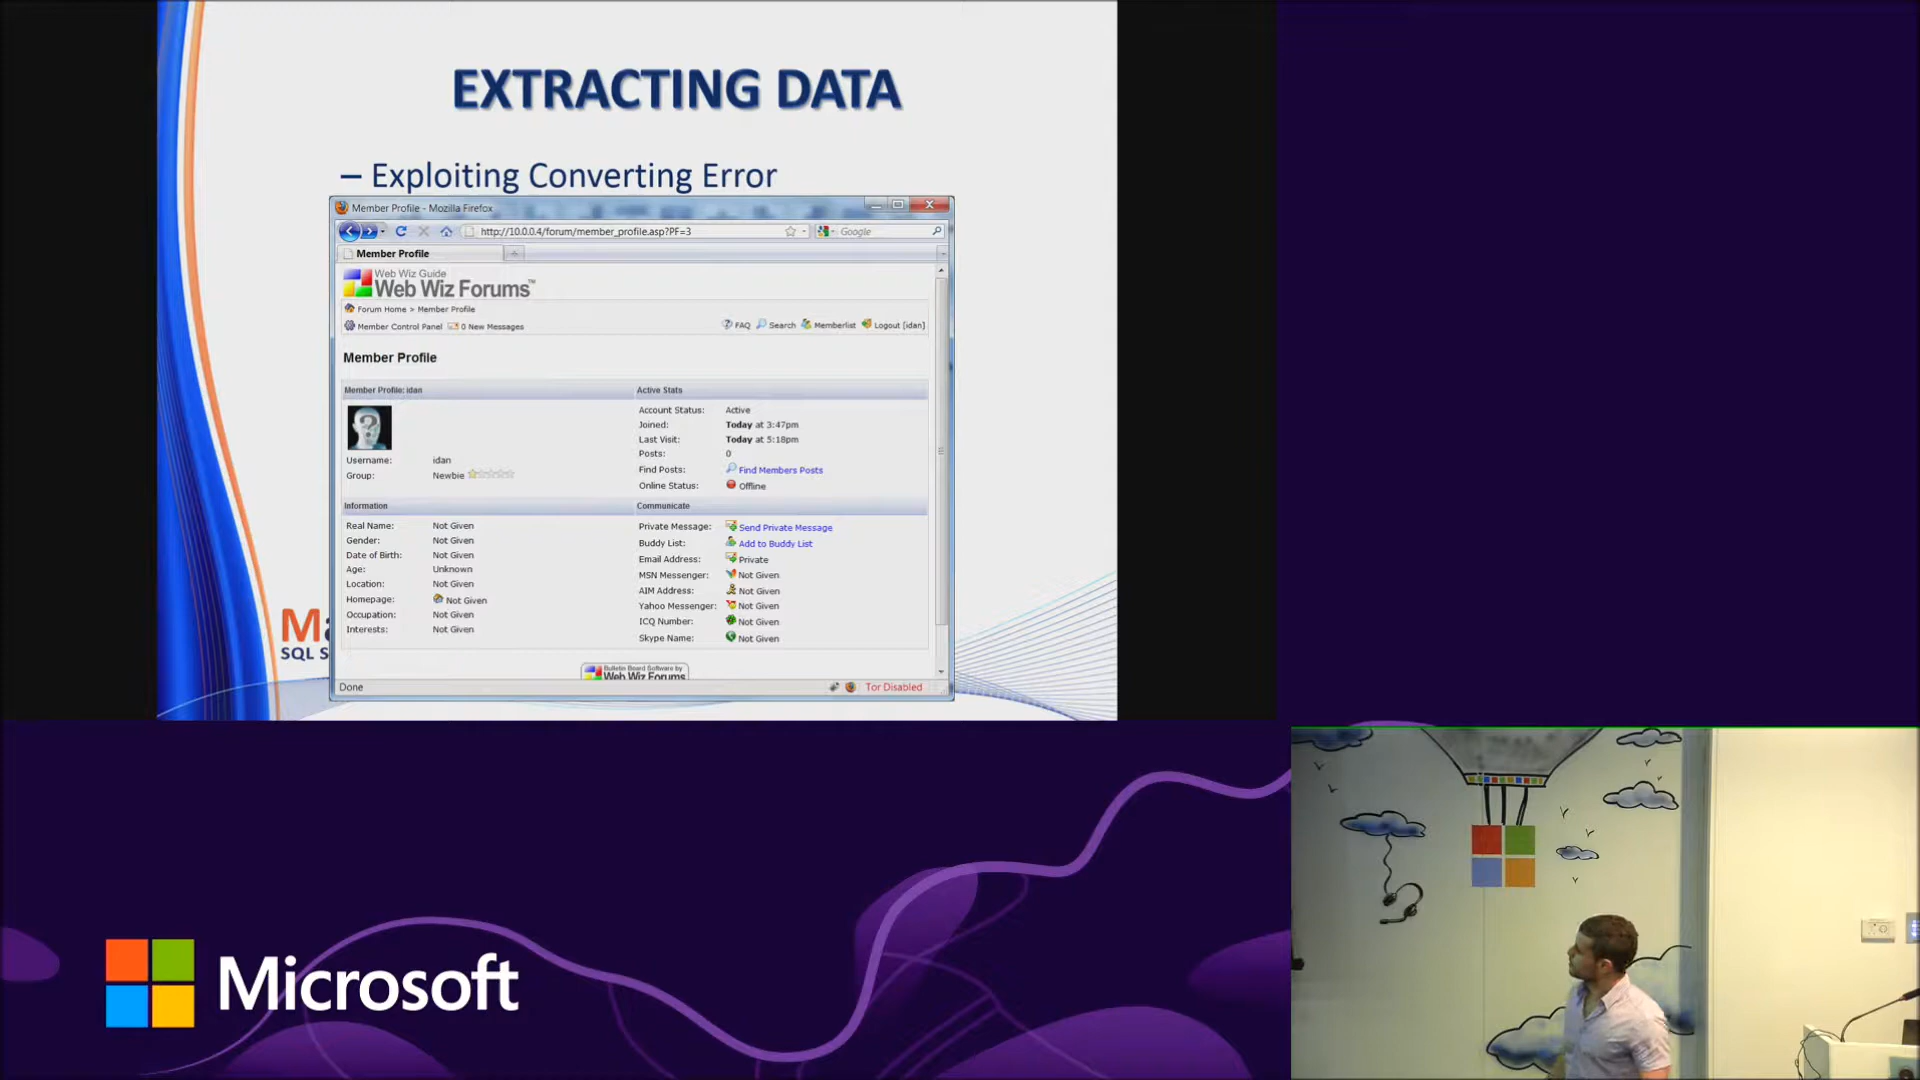 EXTRACTING DATA
– Exploiting Converting Error
Member Profile - Mozilla Firefox
http://10.0.0.4/forum/member_profile.asp?PF=3
Google
Member Profile
Web Wiz Guide
Web Wiz Forums™
Forum Home > Member Profile
Member Control Panel 0 New Messages
FAQ Search Memberlist Logout [idan]
Member Profile
Member Profile: idan
Username: idan
Group: Newbie
Active Stats
Account Status: Active
Joined: Today at 3:47pm
Last Visit: Today at 5:18pm
Posts: 0
Find Posts: Find Members Posts
Online Status: Offline
Information
Real Name: Not Given
Gender: Not Given
Date of Birth: Not Given
Age: Unknown
Location: Not Given
Homepage: Not Given
Occupation: Not Given
Interests: Not Given
Communicate
Private Message: Send Private Message
Buddy List: Add to Buddy List
Email Address: Private
MSN Messenger: Not Given
AIM Address: Not Given
Yahoo Messenger: Not Given
ICQ Number: Not Given
Skype Name: Not Given
Bulletin Board Software by
Web Wiz Forums
Done
Tor Disabled
SQL S
Microsoft